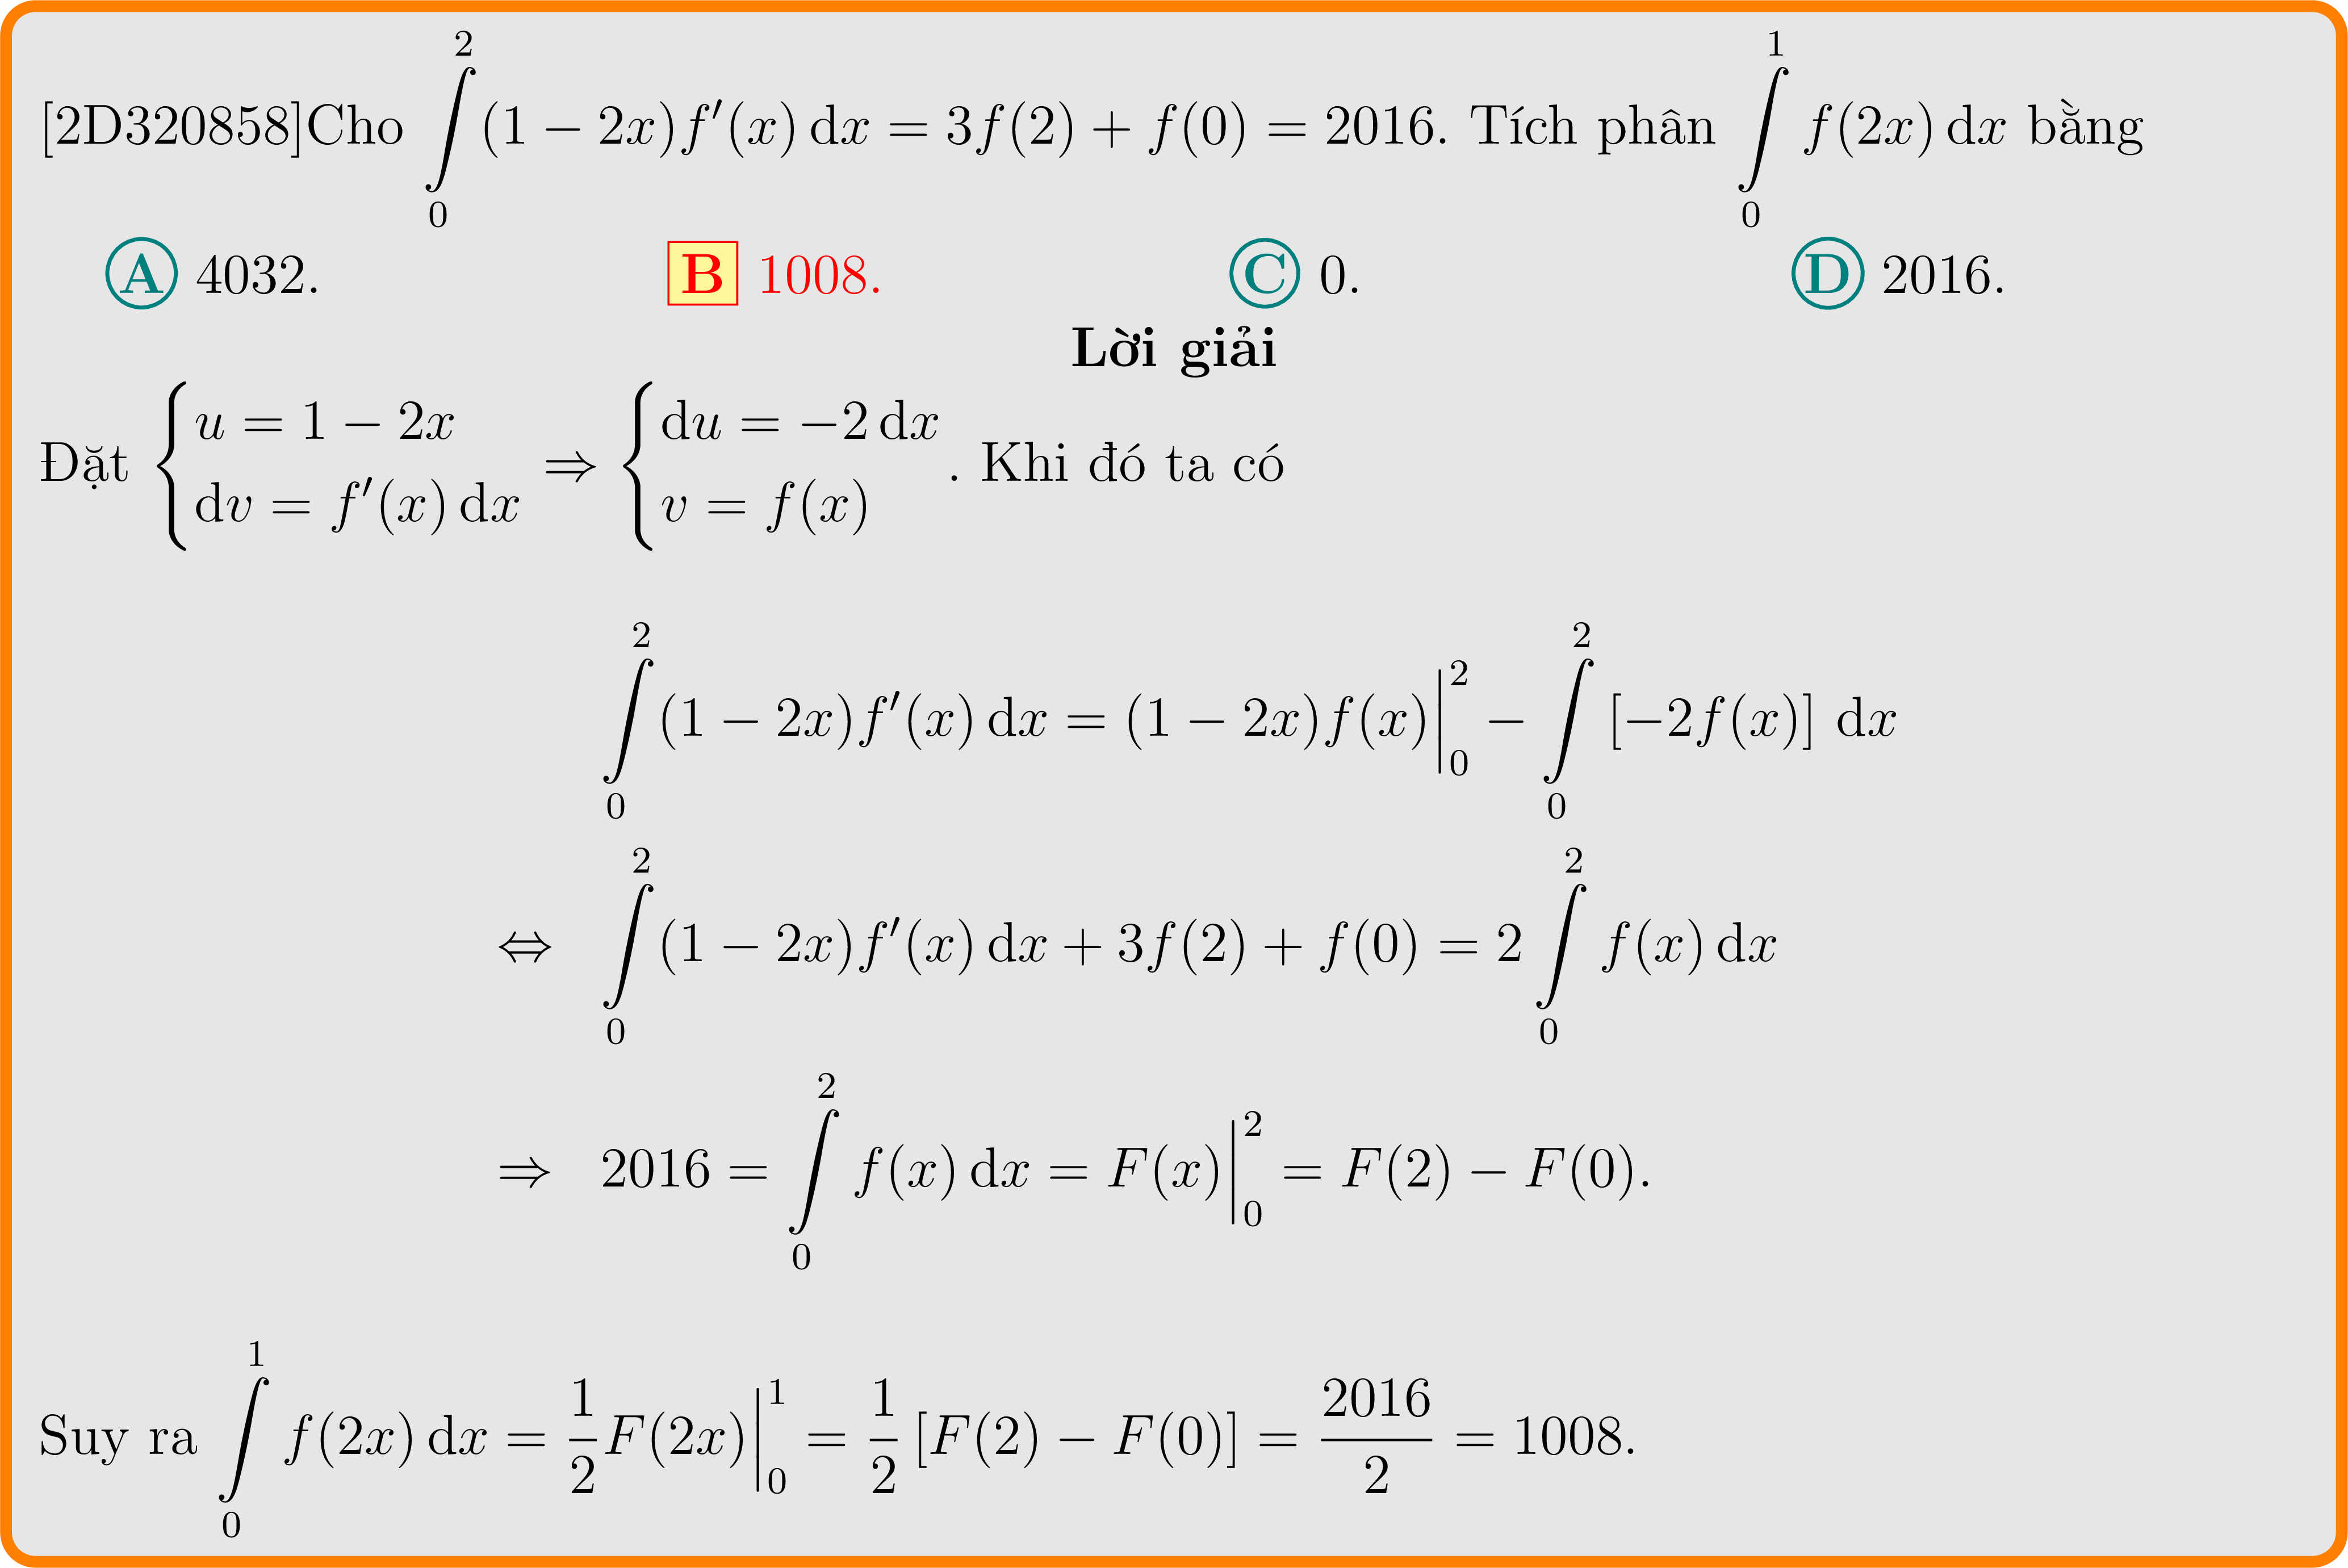 [2D320858]Cho $\int\limits_0^2 (1-2x)f'(x)\,\mathrm{d}x = 3f(2)+f(0) = 2016$. Tích phân $\int\limits_0^1 f(2x)\,\mathrm{d}x$ bằng
A 4032. B 1008. C 0. D 2016.
Lời giải
Đặt $\begin{cases} u = 1-2x \\ \mathrm{d}v = f'(x)\,\mathrm{d}x \end{cases} \Rightarrow \begin{cases} \mathrm{d}u = -2\,\mathrm{d}x \\ v = f(x) \end{cases}$. Khi đó ta có
$\int\limits_0^2 (1-2x)f'(x)\,\mathrm{d}x = (1-2x)f(x)\Big|_0^2 - \int\limits_0^2 [-2f(x)]\,\mathrm{d}x$
$\Leftrightarrow \int\limits_0^2 (1-2x)f'(x)\,\mathrm{d}x + 3f(2)+f(0) = 2\int\limits_0^2 f(x)\,\mathrm{d}x$
$\Rightarrow 2016 = \int\limits_0^2 f(x)\,\mathrm{d}x = F(x)\Big|_0^2 = F(2)-F(0).$
Suy ra $\int\limits_0^1 f(2x)\,\mathrm{d}x = \frac{1}{2}F(2x)\Big|_0^1 = \frac{1}{2}[F(2)-F(0)] = \frac{2016}{2} = 1008.$